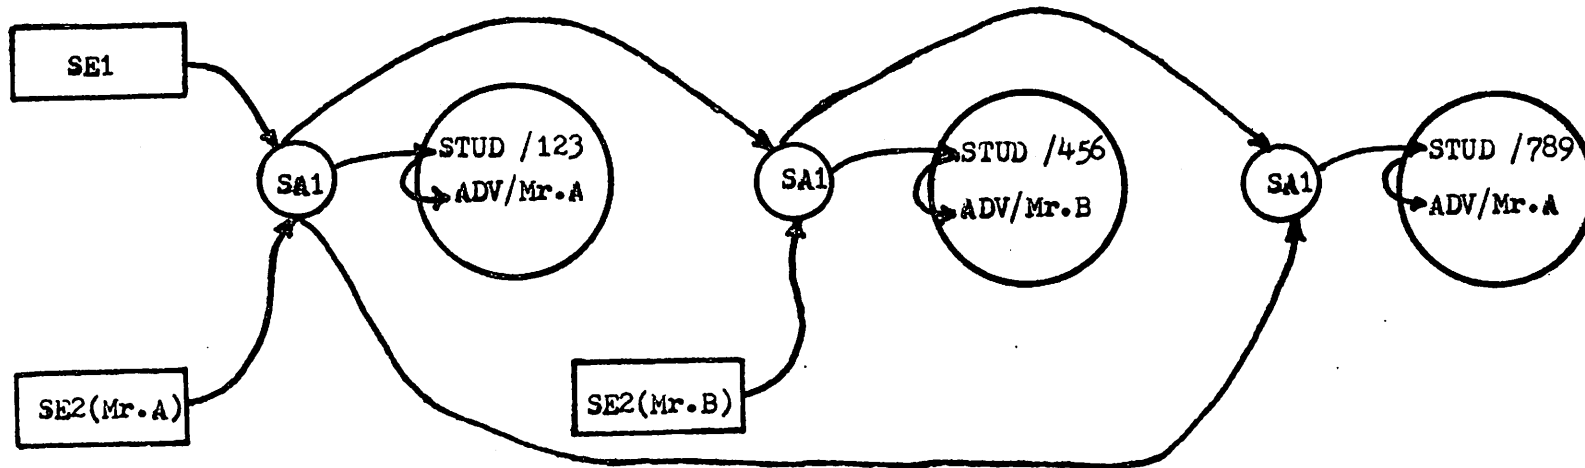 SE1
SA1
STUD /123
ADV/Mr.A
SA1
STUD /456
ADV/Mr.B
SA1
STUD /789
ADV/Mr.A
SE2(Mr.A)
SE2(Mr.B)